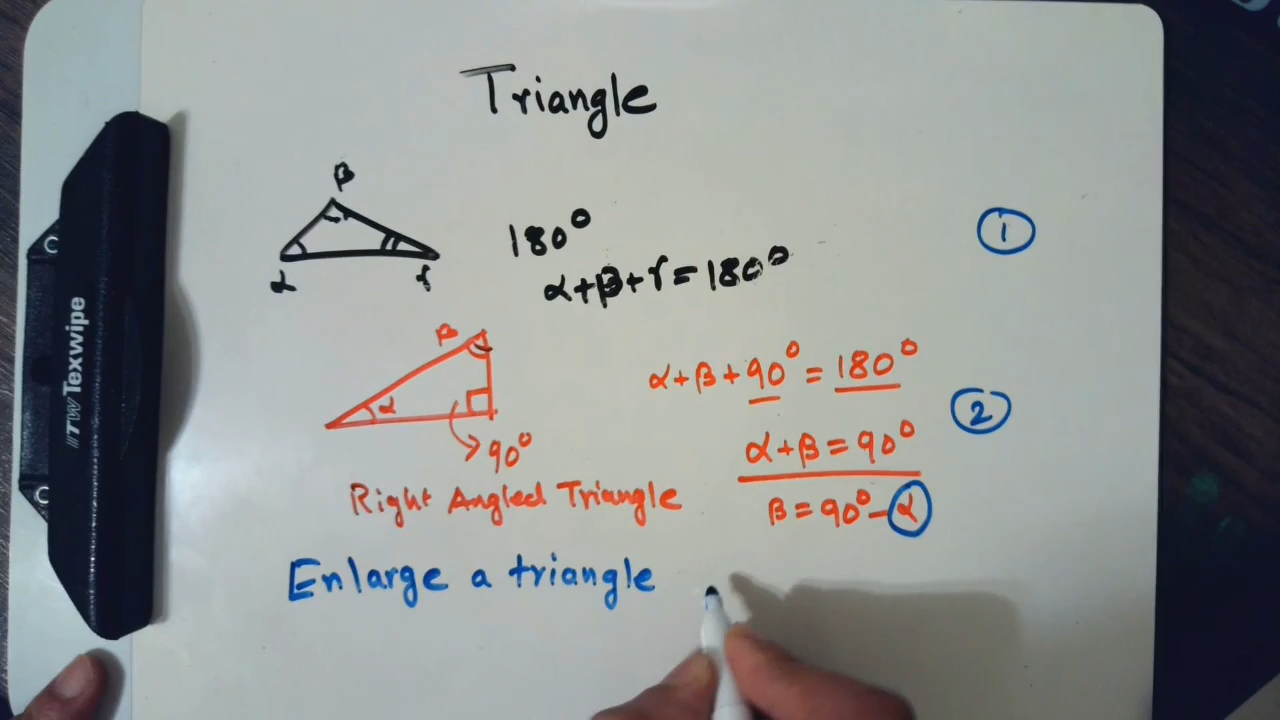 Triangle
β
α γ
180°
α+β+γ=180°
①
β
α
90°
Right Angled Triangle
α+β+90°=180°
α+β=90°
②
β=90°-α
Enlarge a triangle
TW Texwipe